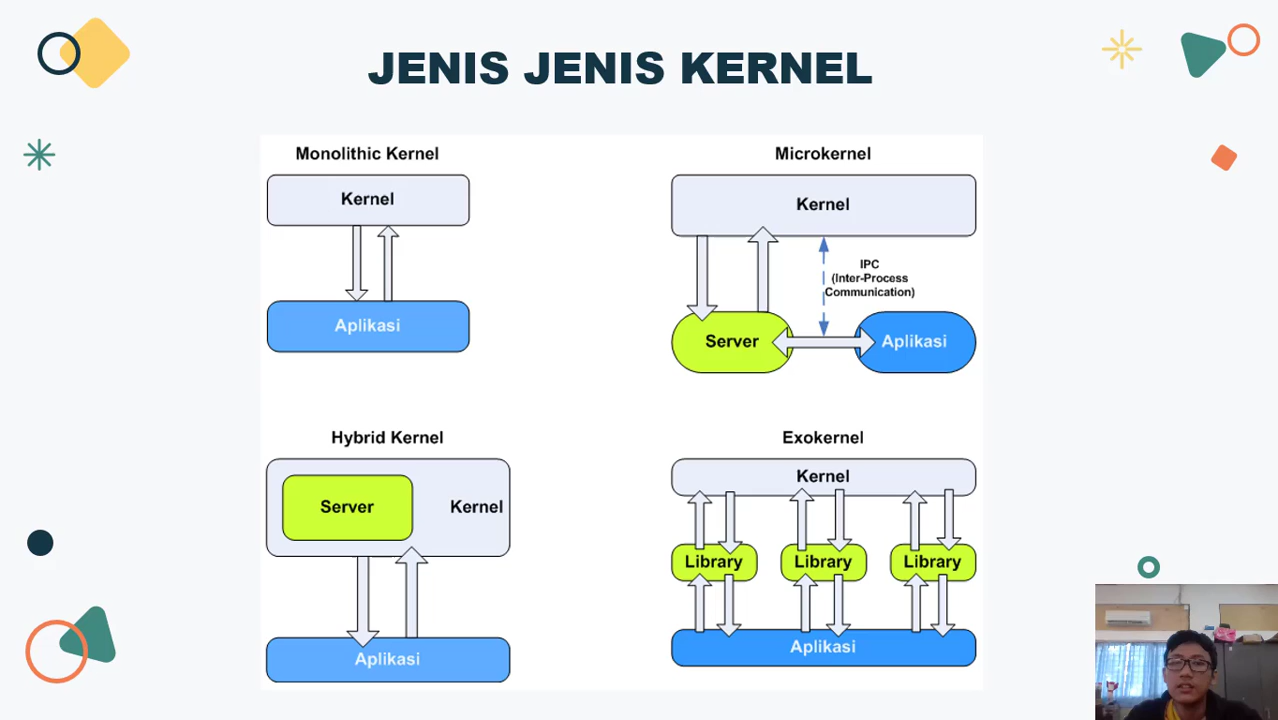 JENIS JENIS KERNEL
Monolithic Kernel
Kernel
Aplikasi
Microkernel
Kernel
IPC
(Inter-Process
Communication)
Server
Aplikasi
Hybrid Kernel
Server
Kernel
Aplikasi
Exokernel
Kernel
Library
Library
Library
Aplikasi